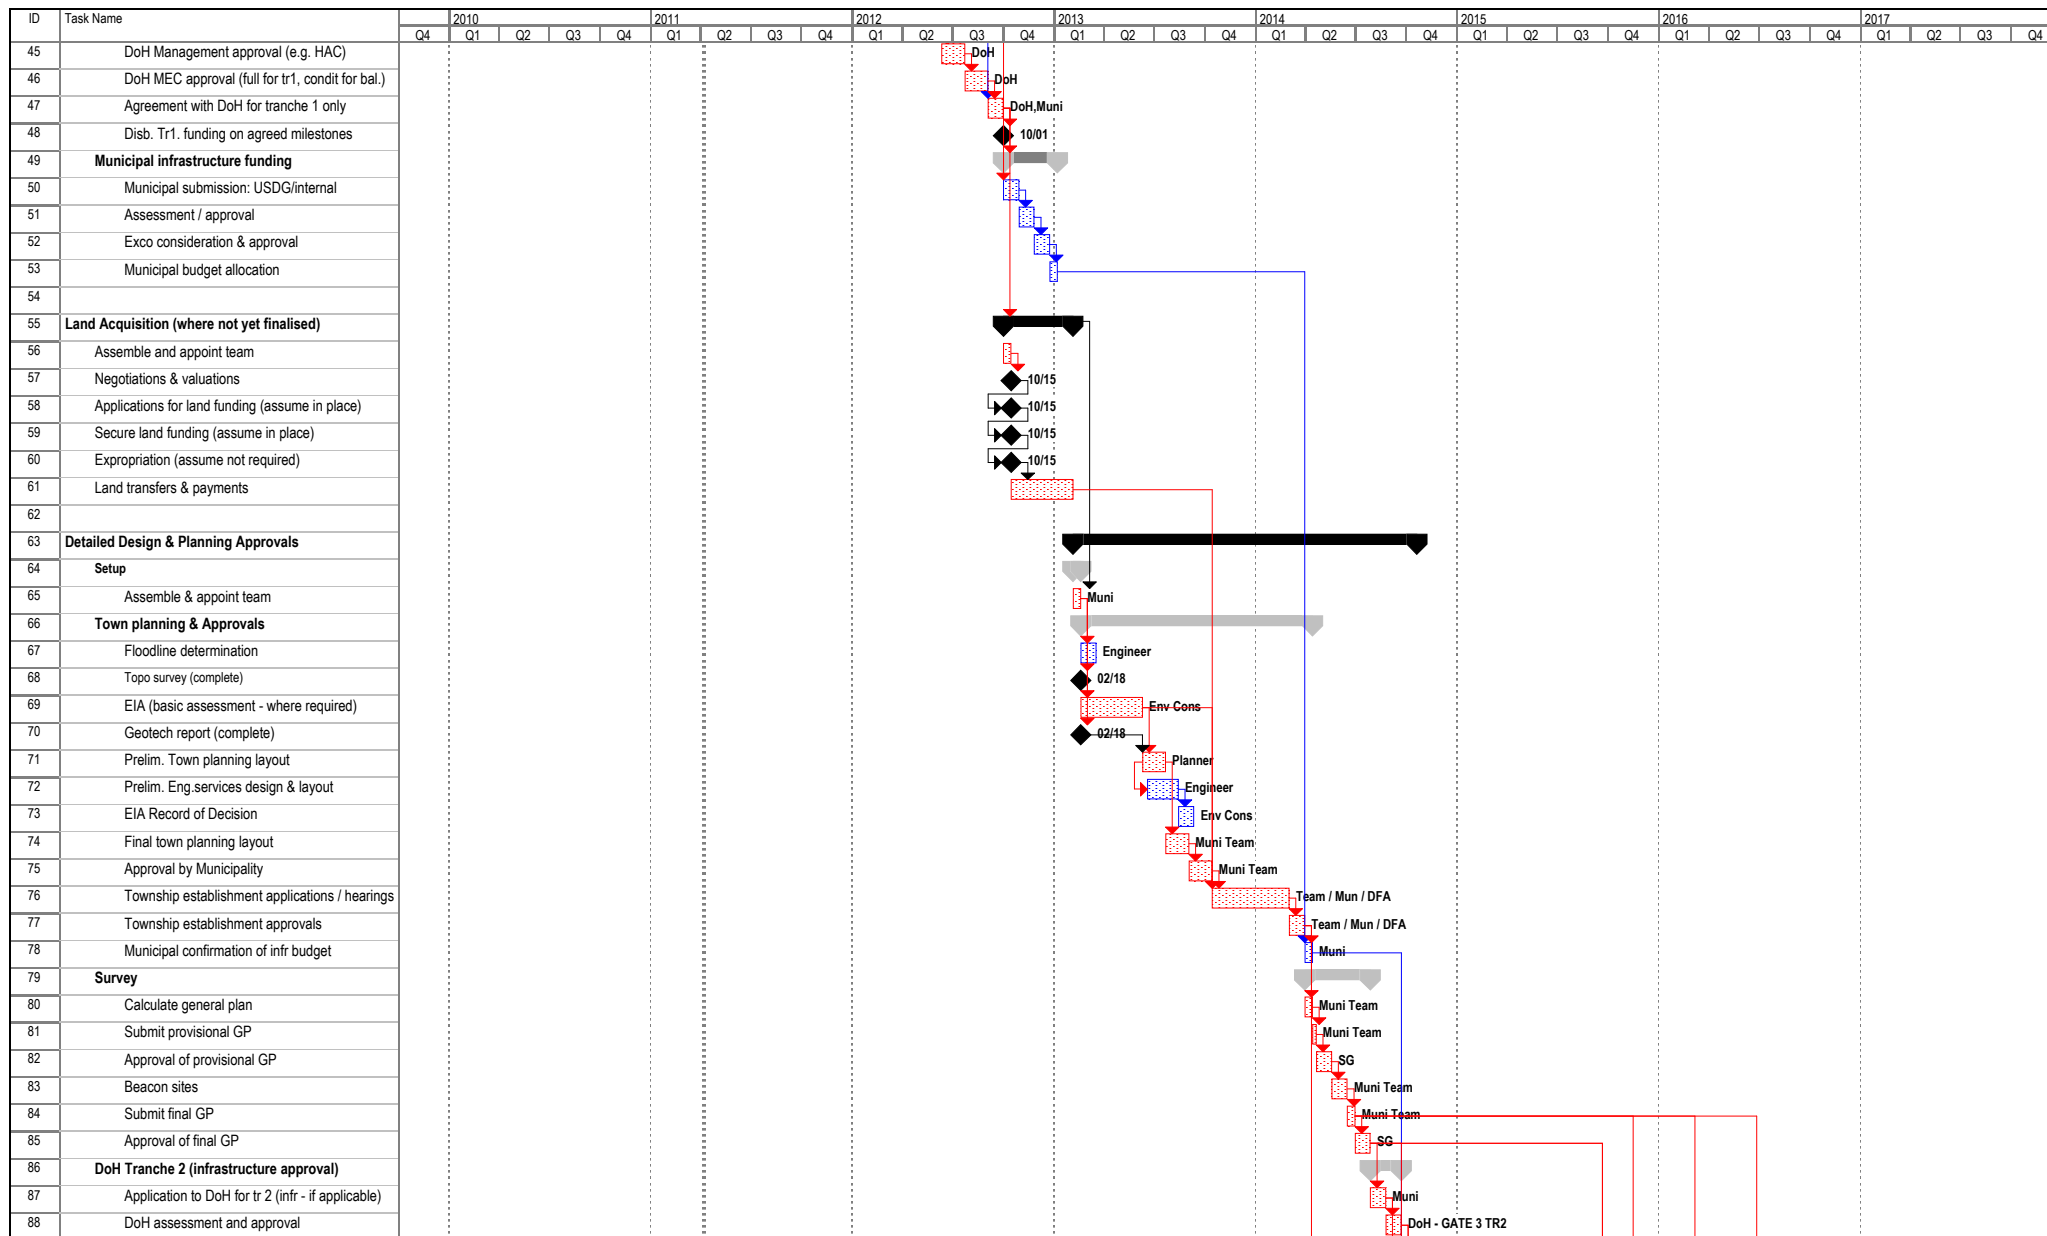 ID Task Name 2010 2011 2012 2013 2014 2015 2016 2017
Q4 Q1 Q2 Q3 Q4 Q1 Q2 Q3 Q4 Q1 Q2 Q3 Q4 Q1 Q2 Q3 Q4 Q1 Q2 Q3 Q4 Q1 Q2 Q3 Q4 Q1 Q2 Q3 Q4 Q1 Q2 Q3 Q4
45 DoH Management approval (e.g. HAC) DoH
46 DoH MEC approval (full for tr1, condit for bal.) DoH
47 Agreement with DoH for tranche 1 only DoH,Muni
48 Disb. Tr1. funding on agreed milestones 10/01
49 Municipal infrastructure funding
50 Municipal submission: USDG/internal
51 Assessment / approval
52 Exco consideration & approval
53 Municipal budget allocation
54
55 Land Acquisition (where not yet finalised)
56 Assemble and appoint team
57 Negotiations & valuations 10/15
58 Applications for land funding (assume in place) 10/15
59 Secure land funding (assume in place) 10/15
60 Expropriation (assume not required) 10/15
61 Land transfers & payments
62
63 Detailed Design & Planning Approvals
64 Setup
65 Assemble & appoint team Muni
66 Town planning & Approvals
67 Floodline determination Engineer
68 Topo survey (complete) 02/18
69 EIA (basic assessment - where required) Env Cons
70 Geotech report (complete) 02/18
71 Prelim. Town planning layout Planner
72 Prelim. Eng.services design & layout Engineer
73 EIA Record of Decision Env Cons
74 Final town planning layout Muni Team
75 Approval by Municipality Muni Team
76 Township establishment applications / hearings Team / Mun / DFA
77 Township establishment approvals Team / Mun / DFA
78 Municipal confirmation of infr budget Muni
79 Survey
80 Calculate general plan Muni Team
81 Submit provisional GP Muni Team
82 Approval of provisional GP SG
83 Beacon sites Muni Team
84 Submit final GP Muni Team
85 Approval of final GP SG
86 DoH Tranche 2 (infrastructure approval)
87 Application to DoH for tr 2 (infr - if applicable) Muni
88 DoH assessment and approval DoH - GATE 3 TR2